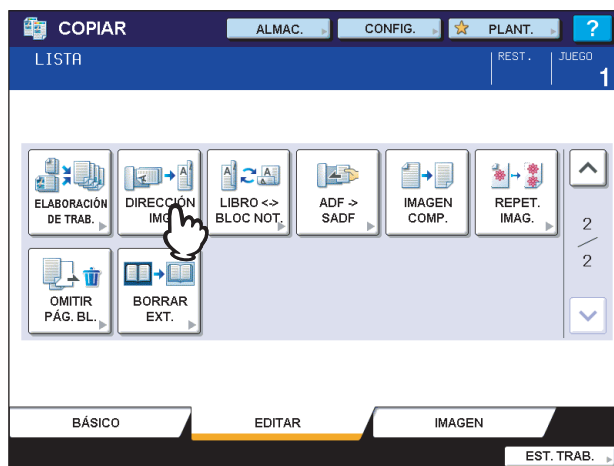 COPIAR
ALMAC.
CONFIG.
PLANT.
?
LISTA
REST.
JUEGO
1
ELABORACIÓN
DE TRAB.
DIRECCIÓN
IMG
LIBRO <->
BLOC NOT.
ADF ->
SADF
IMAGEN
COMP.
REPET.
IMAG.
2
2
OMITIR
PÁG. BL.
BORRAR
EXT.
BÁSICO
EDITAR
IMAGEN
EST. TRAB.